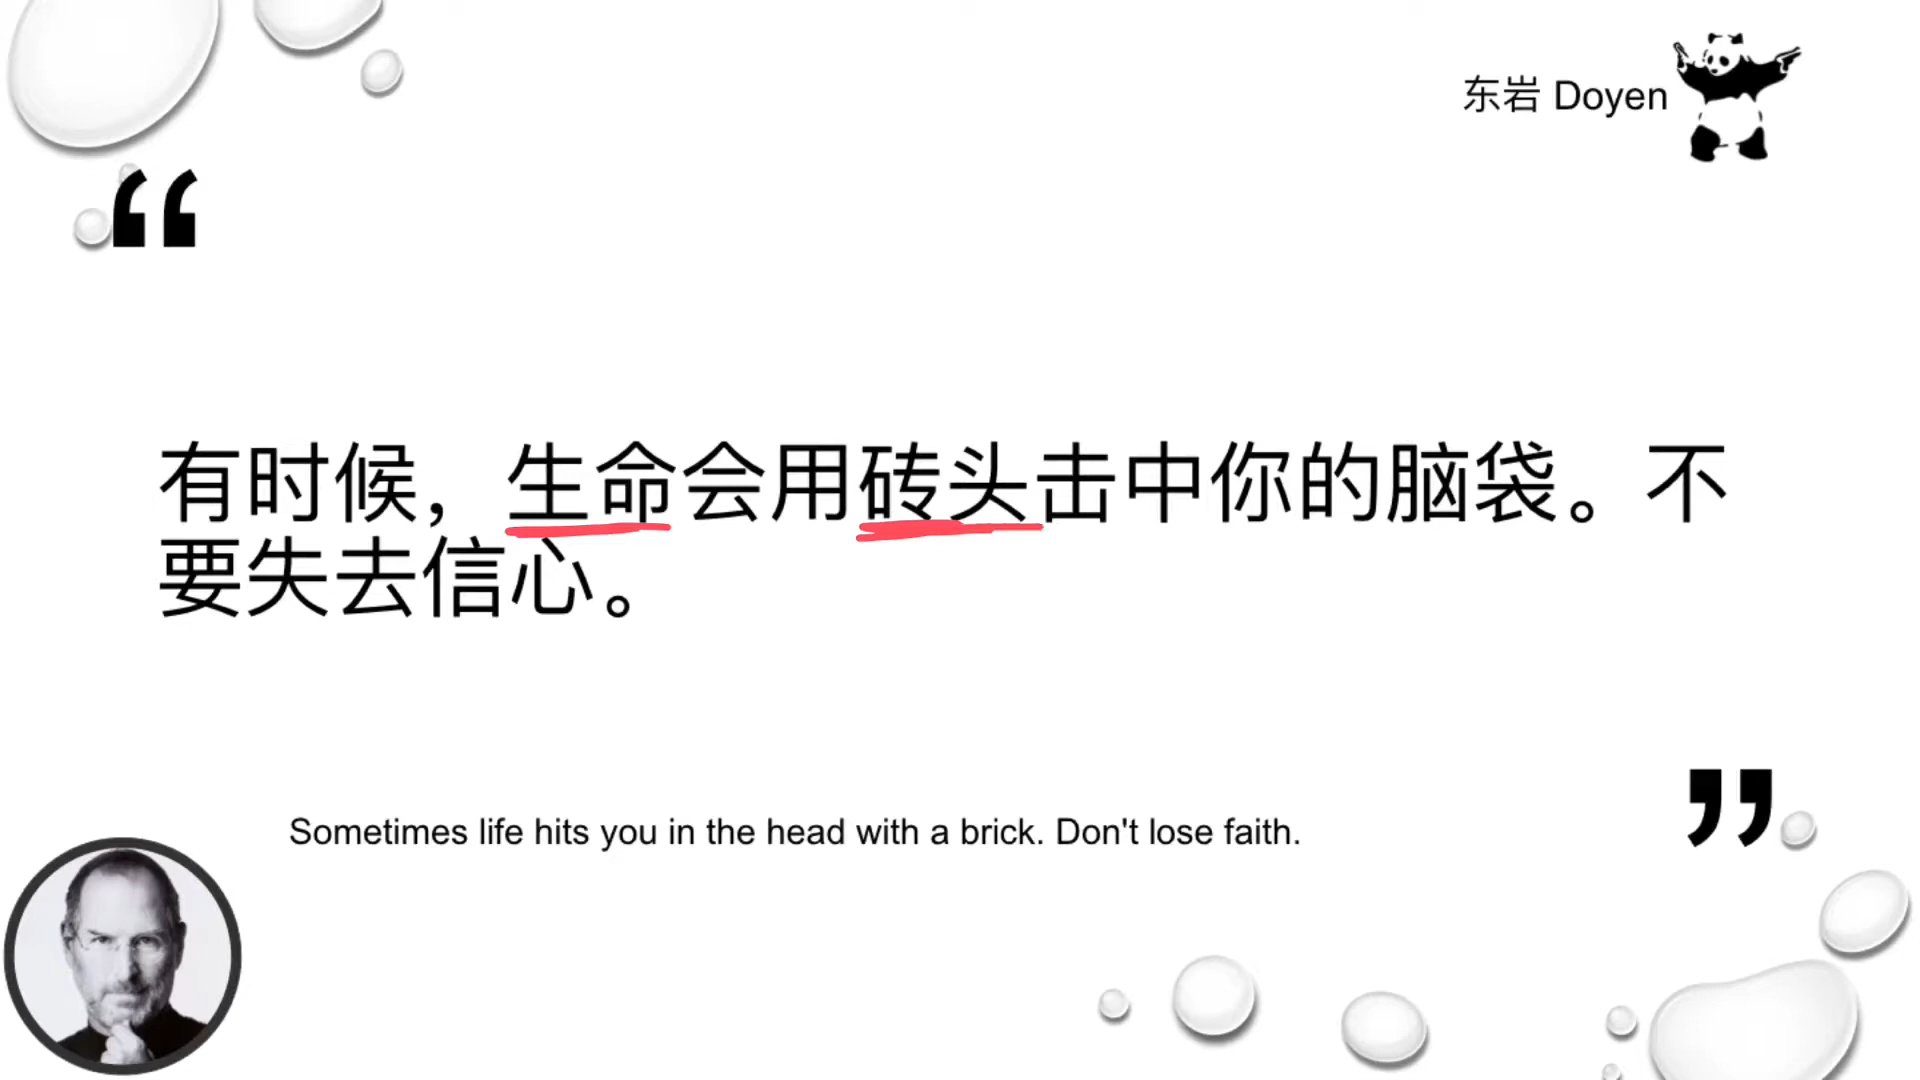 东岩 Doyen
“
有时候，生命会用砖头击中你的脑袋。不
要失去信心。
”
Sometimes life hits you in the head with a brick. Don't lose faith.